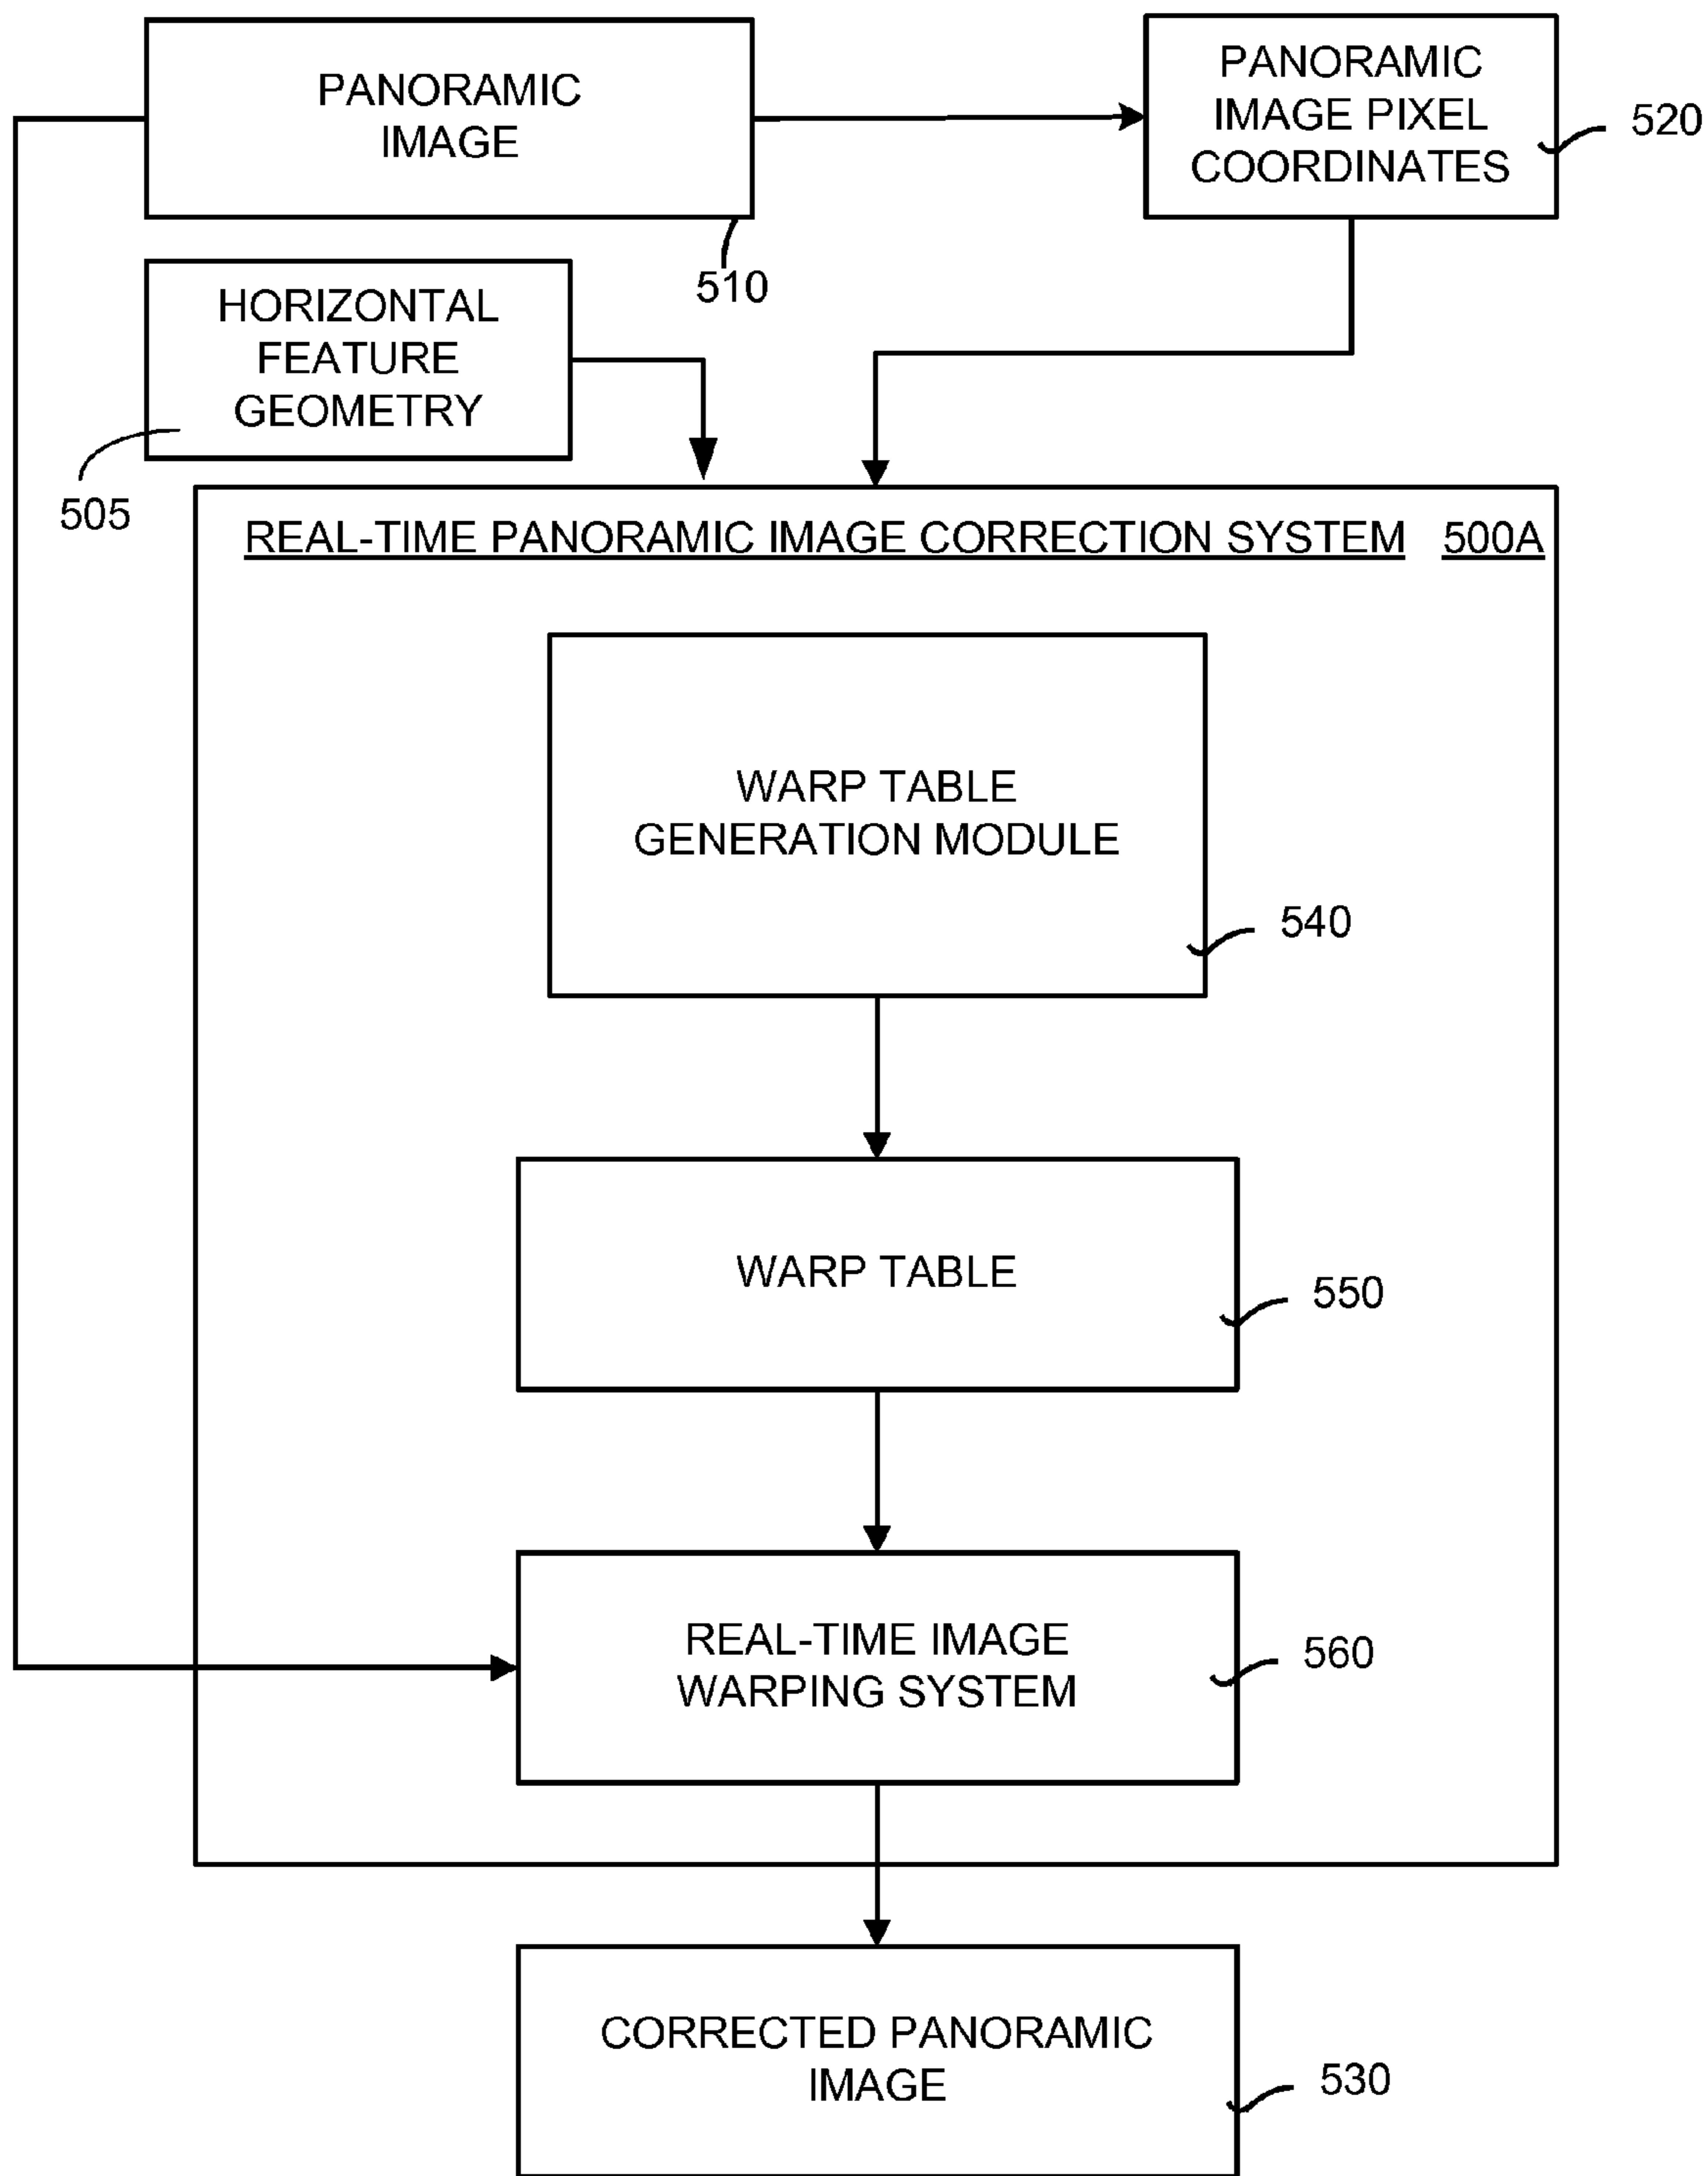 PANORAMIC
IMAGE
510
PANORAMIC
IMAGE PIXEL
COORDINATES
520
HORIZONTAL
FEATURE
GEOMETRY
505
REAL-TIME PANORAMIC IMAGE CORRECTION SYSTEM 500A
WARP TABLE
GENERATION MODULE
540
WARP TABLE
550
REAL-TIME IMAGE
WARPING SYSTEM
560
CORRECTED PANORAMIC
IMAGE
530